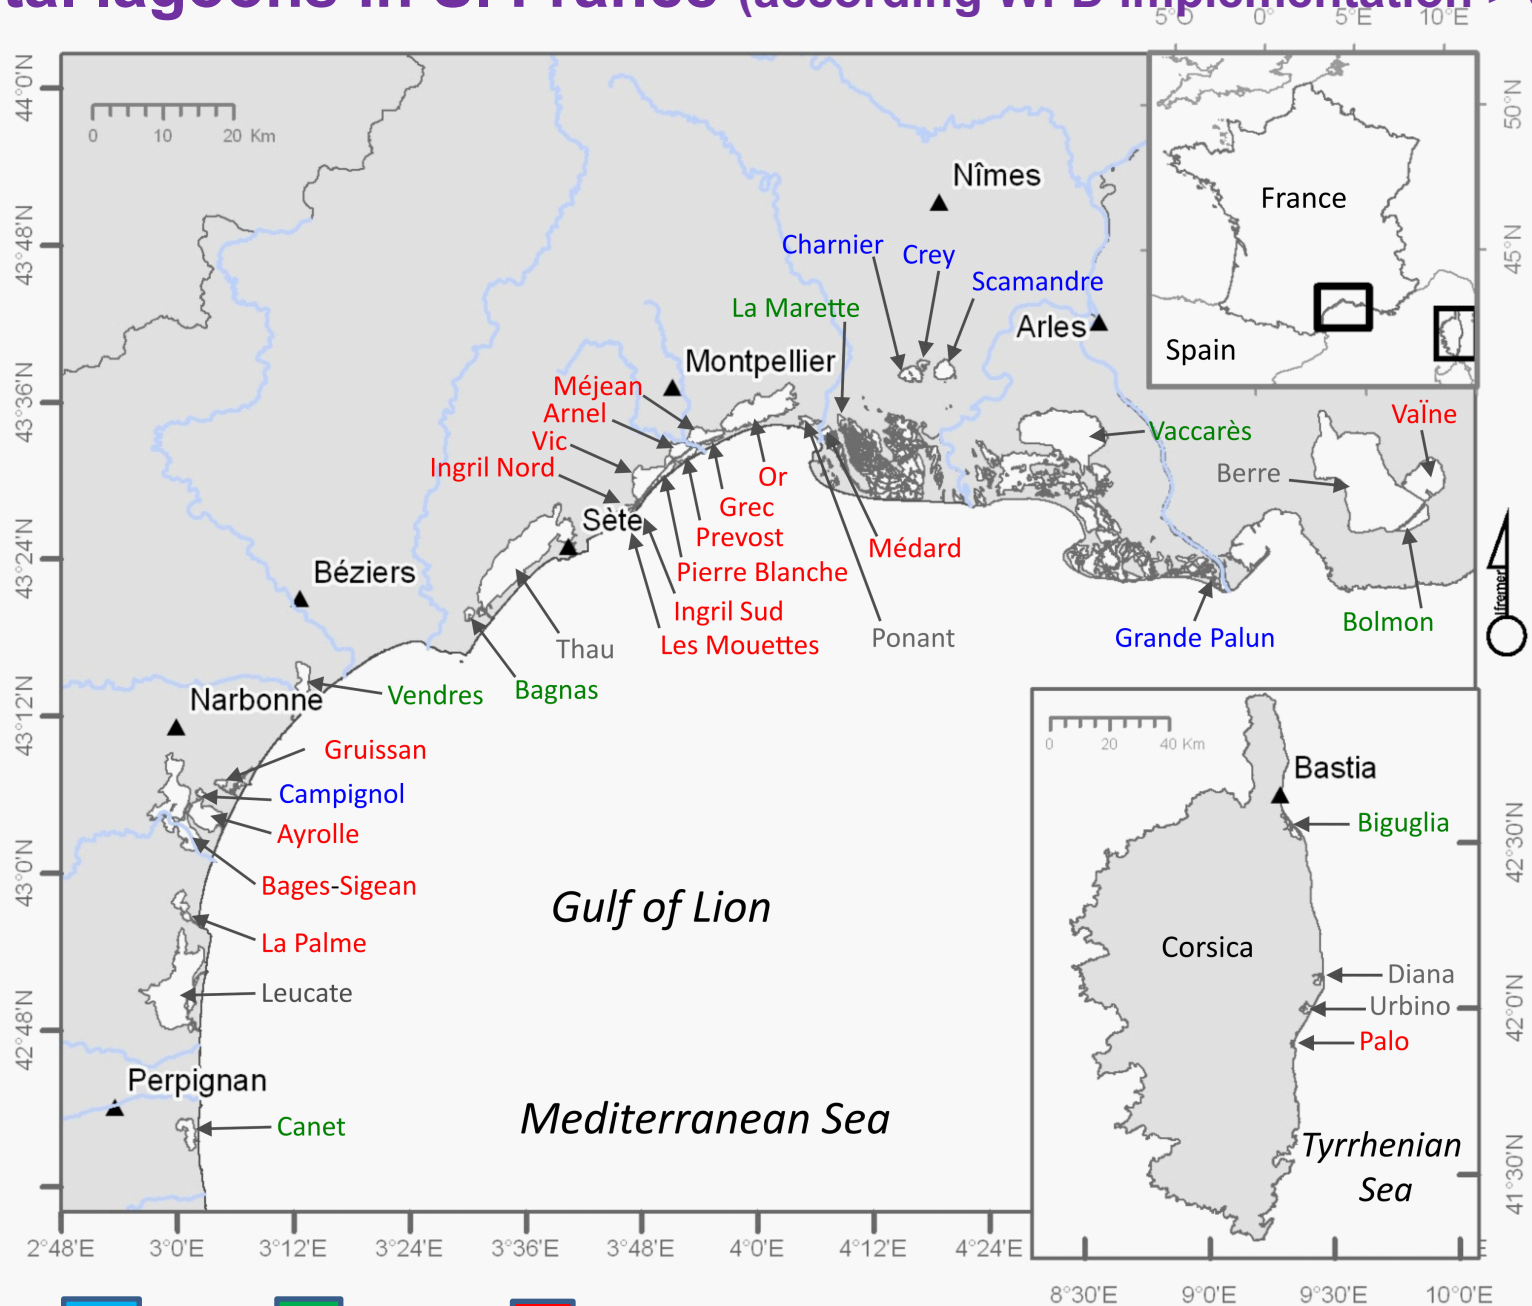 lagoons in
(according WFD implementation >
5°O 0° 5°E 10°E
44°0'N
43°48'N
43°36'N
43°24'N
43°12'N
43°0'N
42°48'N
0 10 20 Km
50°N
45°N
France
Spain
Nîmes
Charnier
Crey
Scamandre
La Marette
Arles
Montpellier
Méjean
Arnel
Vic
Ingril Nord
Vaccarès
VaÏne
Berre
Or
Grec
Prevost
Pierre Blanche
Ingril Sud
Les Mouettes
Médard
Ponant
Sète
Grande Palun
Bolmon
Ifremer
Béziers
Thau
Bagnas
Vendres
Narbonne
Gruissan
Campignol
Ayrolle
Bages-Sigean
La Palme
Leucate
Perpignan
Canet
Gulf of Lion
Mediterranean Sea
0 20 40 Km
Bastia
Biguglia
Corsica
Diana
Urbino
Palo
Tyrrhenian
Sea
42°30'N
42°0'N
41°30'N
2°48'E 3°0'E 3°12'E 3°24'E 3°36'E 3°48'E 4°0'E 4°12'E 4°24'E
8°30'E 9°0'E 9°30'E 10°0'E